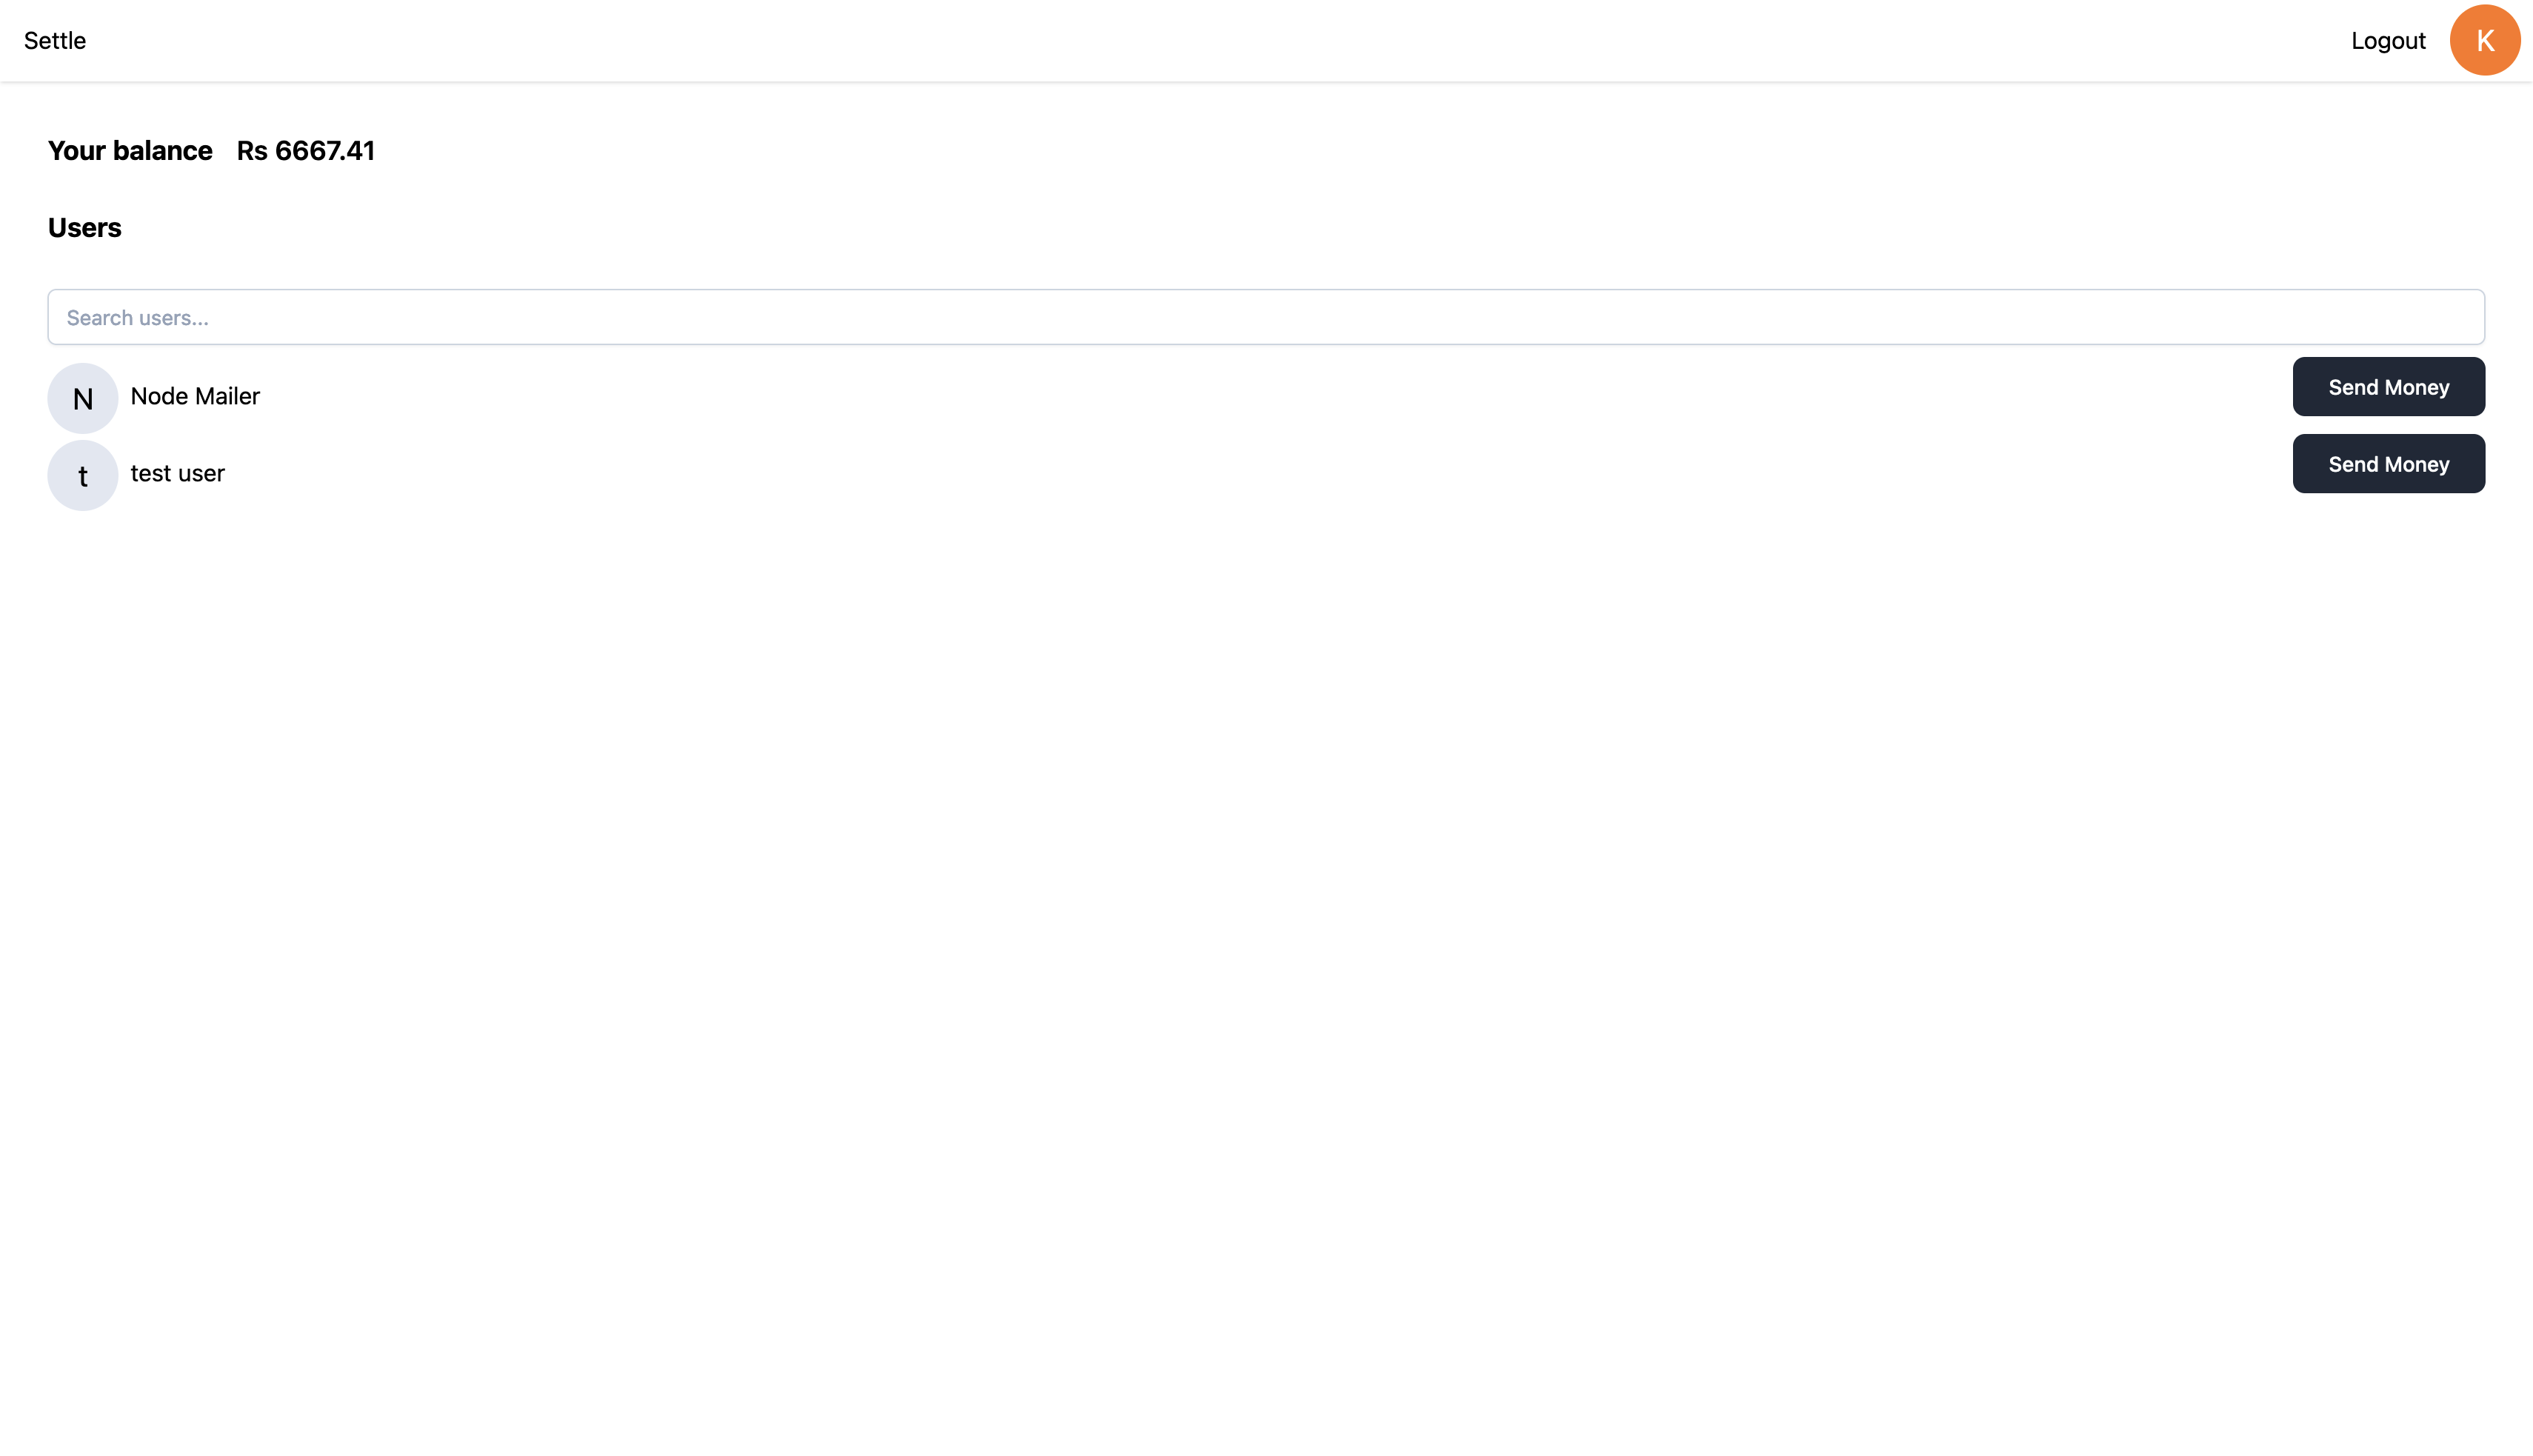 Settle
Logout
K
Your balance Rs 6667.41
Users
Search users...
N Node Mailer Send Money
t test user Send Money